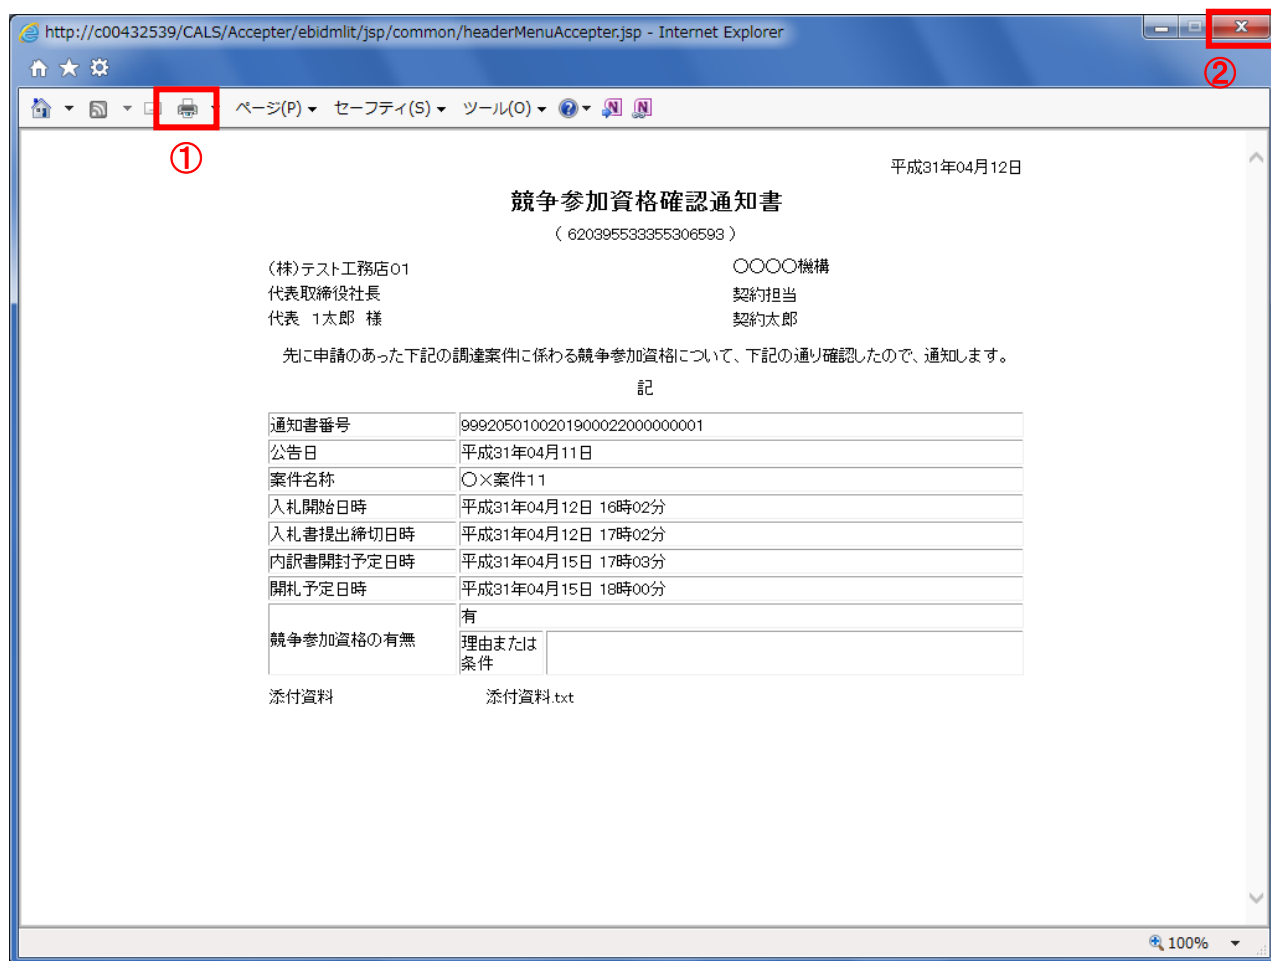 http://c00432539/CALS/Accepter/ebidmlit/jsp/common/headerMenuAccepter.jsp - Internet Explorer
②
ページ(P) セーフティ(S) ツール(O)
①
平成31年04月12日
競争参加資格確認通知書
( 620395533355306593 )
(株)テスト工務店01 〇〇〇〇機構
代表取締役社長 契約担当
代表 1太郎 様 契約太郎
先に申請のあった下記の調達案件に係わる競争参加資格について、下記の通り確認したので、通知します。
記
通知書番号 9992050100201900022000000001
公告日 平成31年04月11日
案件名称 〇×案件11
入札開始日時 平成31年04月12日 16時02分
入札書提出締切日時 平成31年04月12日 17時02分
内訳書開封予定日時 平成31年04月15日 17時03分
開札予定日時 平成31年04月15日 18時00分
競争参加資格の有無 有
理由または
条件
添付資料 添付資料.txt
100%